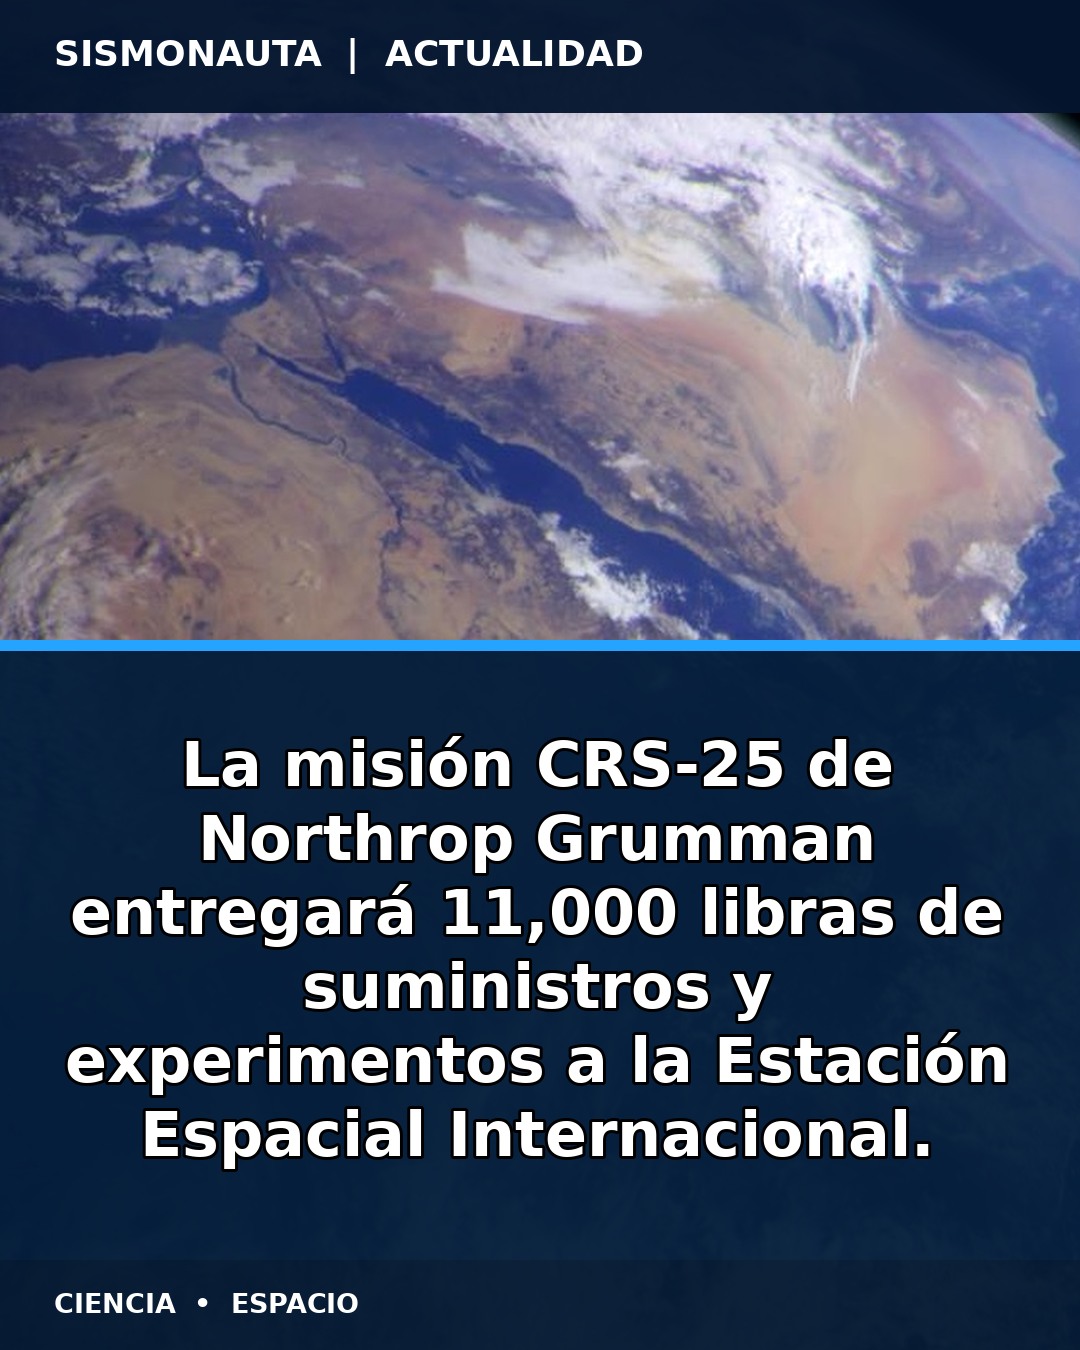 SISMONAUTA | ACTUALIDAD
La misión CRS-25 de
Northrop Grumman
entregará 11,000 libras de
suministros y
experimentos a la Estación
Espacial Internacional.
CIENCIA • ESPACIO